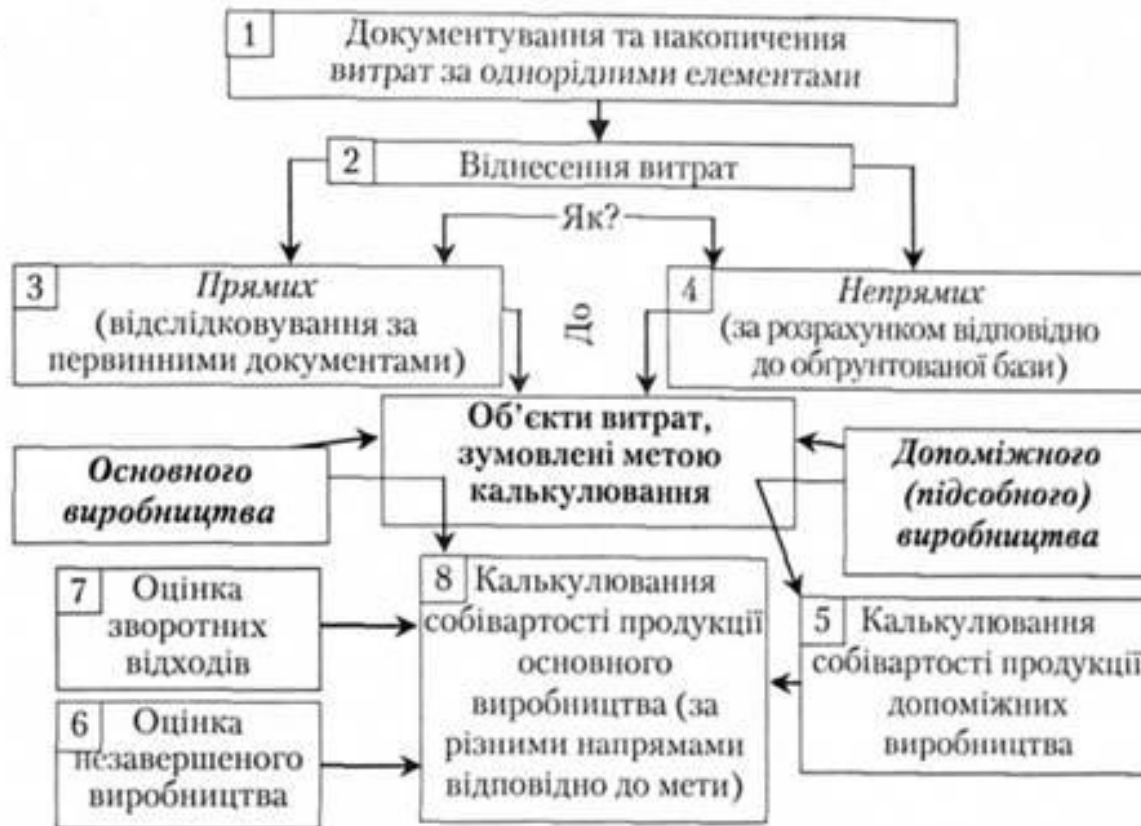 1
Документування та накопичення
витрат за однорідними елементами
2
Віднесення витрат
Як?
3
Прямих
(відслідковування за
первинними документами)
До
4
Непрямих
(за розрахунком відповідно
до обґрунтованої бази)
Об’єкти витрат,
зумовлені метою
калькулювання
Основного
виробництва
Допоміжного
(підсобного)
виробництва
7
Оцінка
зворотних
відходів
8
Калькулювання
собівартості продукції
основного
виробництва (за
різними напрямами
відповідно до мети)
5
Калькулювання
собівартості продукції
допоміжних
виробництва
6
Оцінка
незавершеного
виробництва